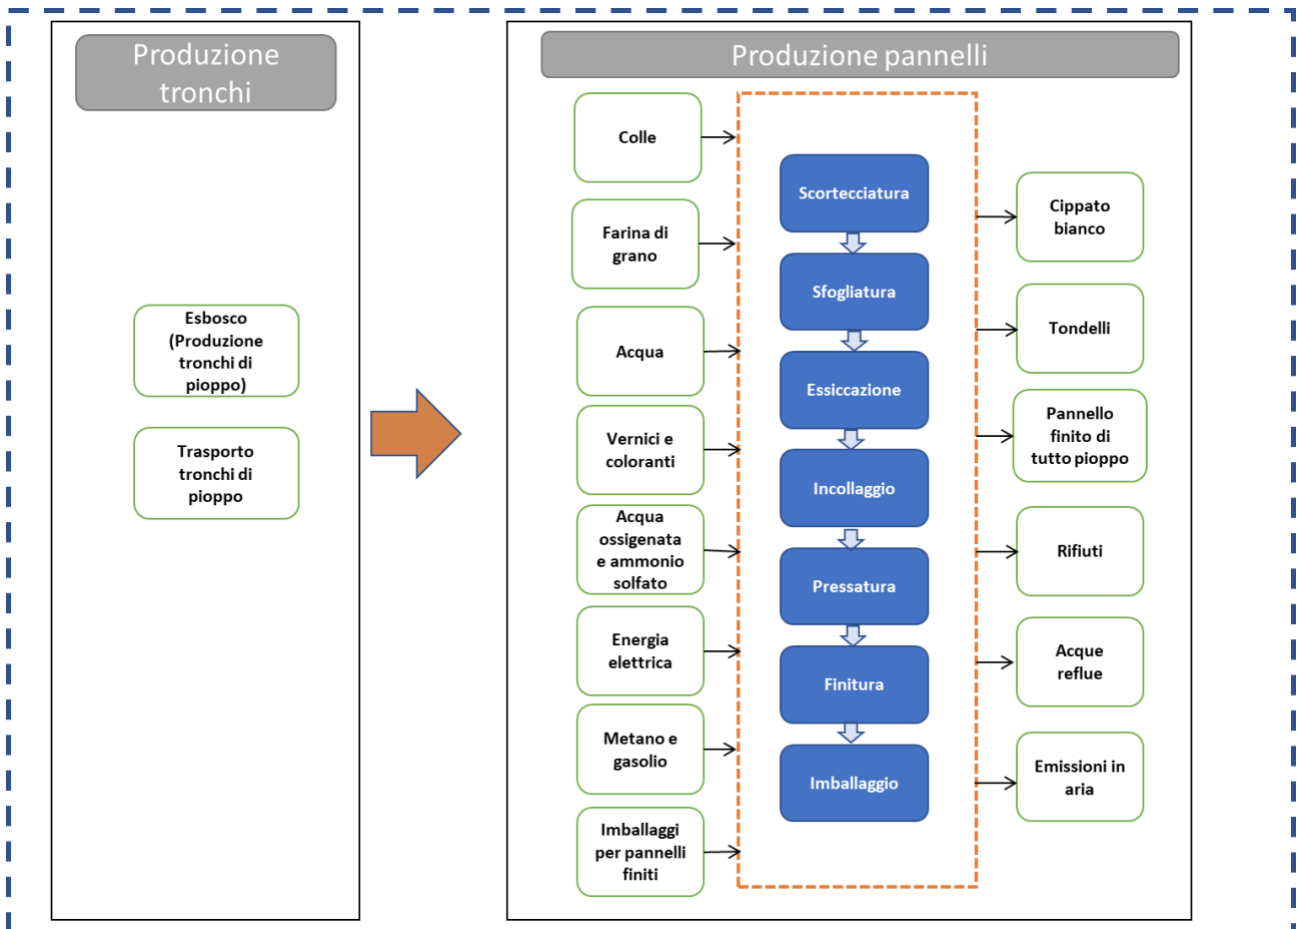 Produzione
tronchi
Esbosco
(Produzione
tronchi di
pioppo)
Trasporto
tronchi di
pioppo
Produzione pannelli
Colle
Farina di
grano
Acqua
Vernici e
coloranti
Acqua
ossigenata
e ammonio
solfato
Energia
elettrica
Metano e
gasolio
Imballaggi
per pannelli
finiti
Scortecciatura
Sfogliatura
Essiccazione
Incollaggio
Pressatura
Finitura
Imballaggio
Cippato
bianco
Tondelli
Pannello
finito di
tutto pioppo
Rifiuti
Acque
reflue
Emissioni in
aria